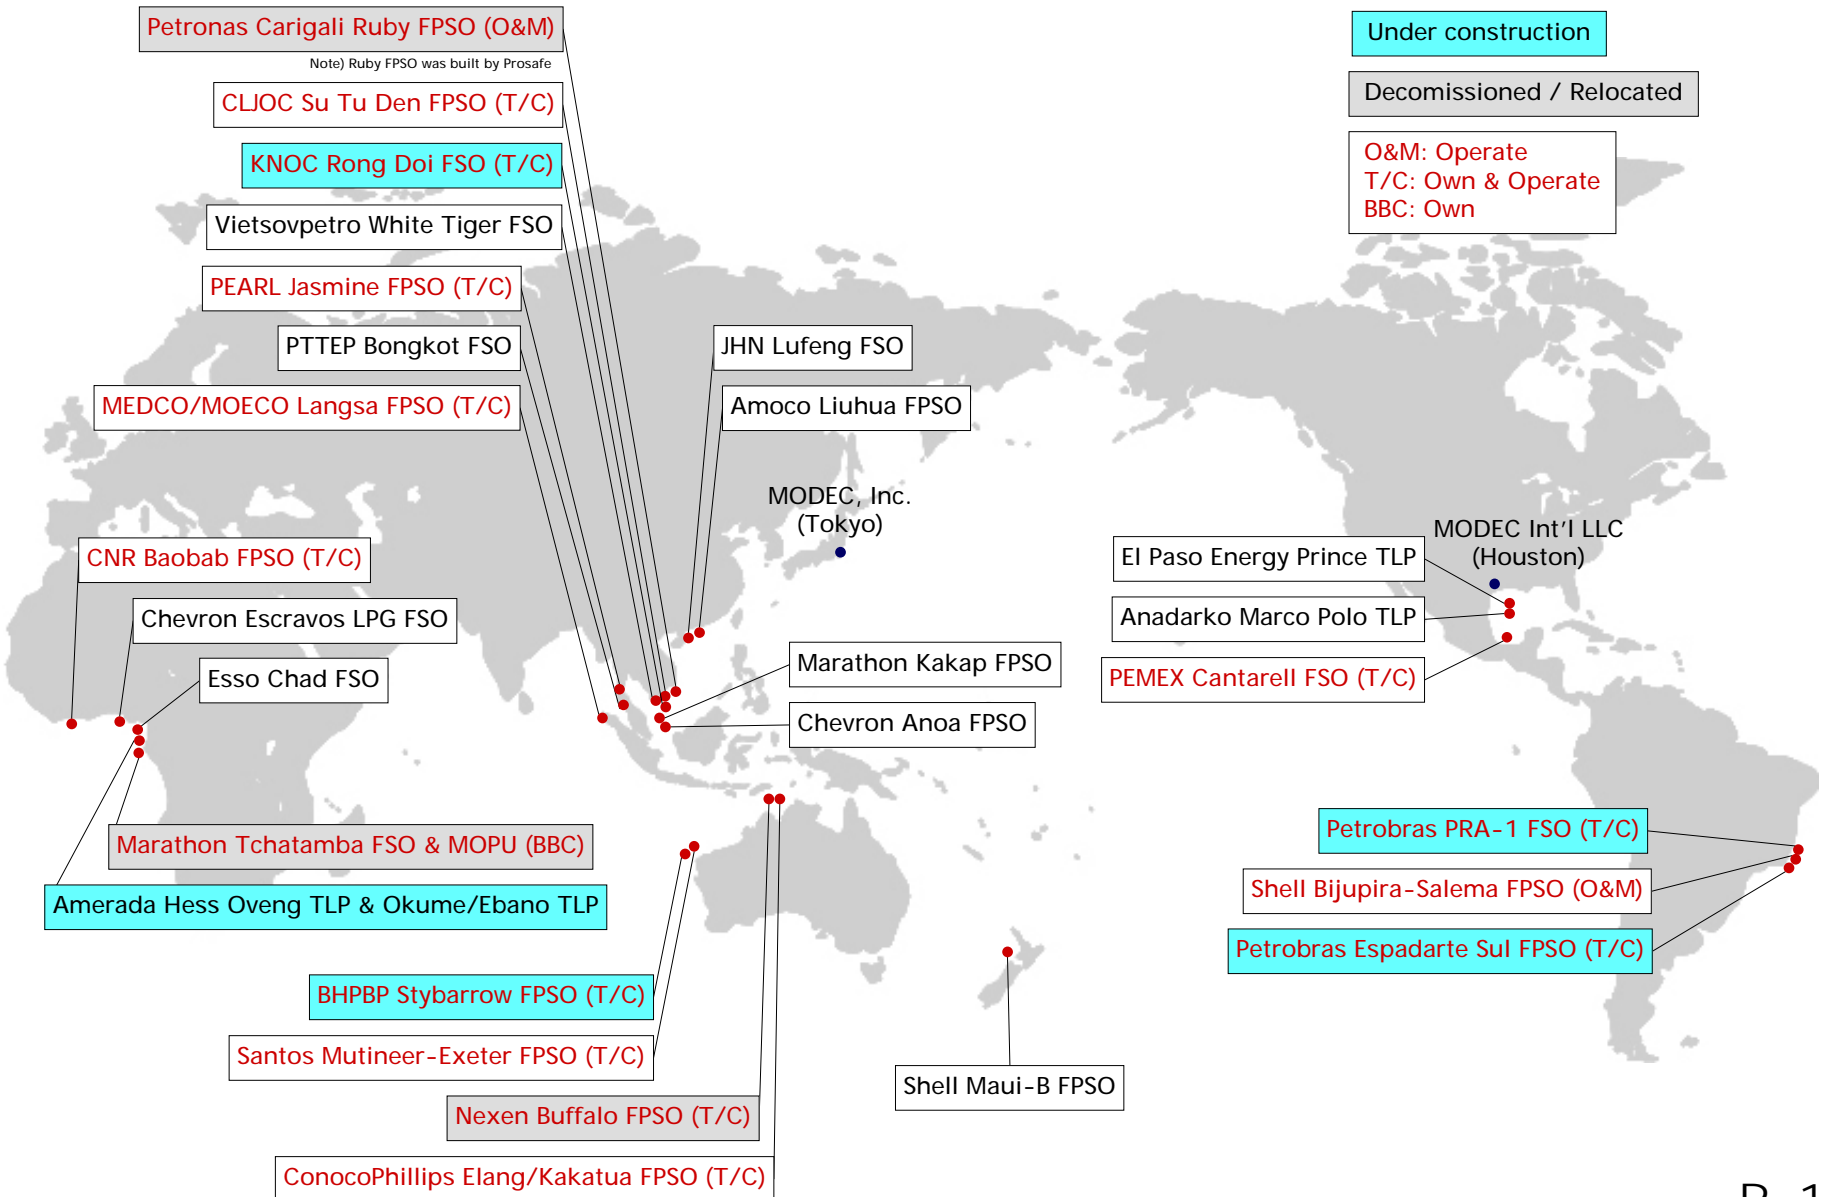 Petronas Carigali Ruby FPSO (O&M)
Note) Ruby FPSO was built by Prosafe
CLJOC Su Tu Den FPSO (T/C)
KNOC Rong Doi FSO (T/C)
Vietsovpetro White Tiger FSO
PEARL Jasmine FPSO (T/C)
PTTEP Bongkot FSO
MEDCO/MOECO Langsa FPSO (T/C)
Under construction
Decomissioned / Relocated
O&M: Operate
T/C: Own & Operate
BBC: Own
JHN Lufeng FSO
Amoco Liuhua FPSO
MODEC, Inc.
(Tokyo)
MODEC Int'l LLC
(Houston)
CNR Baobab FPSO (T/C)
Chevron Escravos LPG FSO
Esso Chad FSO
El Paso Energy Prince TLP
Anadarko Marco Polo TLP
PEMEX Cantarell FSO (T/C)
Marathon Kakap FPSO
Chevron Anoa FPSO
Marathon Tchatamba FSO & MOPU (BBC)
Amerada Hess Oveng TLP & Okume/Ebano TLP
Petrobras PRA-1 FSO (T/C)
Shell Bijupira-Salema FPSO (O&M)
Petrobras Espadarte Sul FPSO (T/C)
BHPBP Stybarrow FPSO (T/C)
Santos Mutineer-Exeter FPSO (T/C)
Nexen Buffalo FPSO (T/C)
ConocoPhillips Elang/Kakatua FPSO (T/C)
Shell Maui-B FPSO